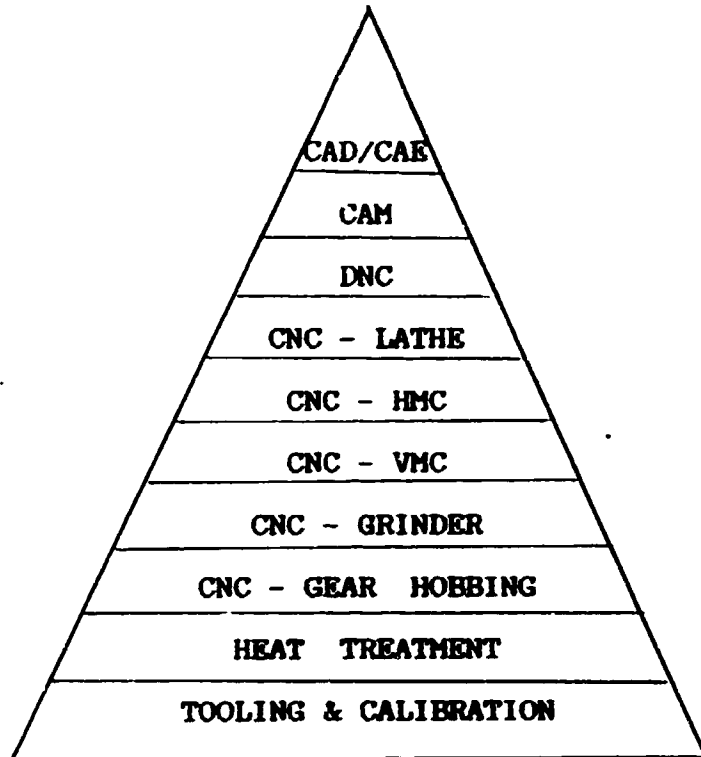 CAD/CAE
CAM
DNC
CNC - LATHE
CNC - HMC
CNC - VMC
CNC - GRINDER
CNC - GEAR HOBBING
HEAT TREATMENT
TOOLING & CALIBRATION